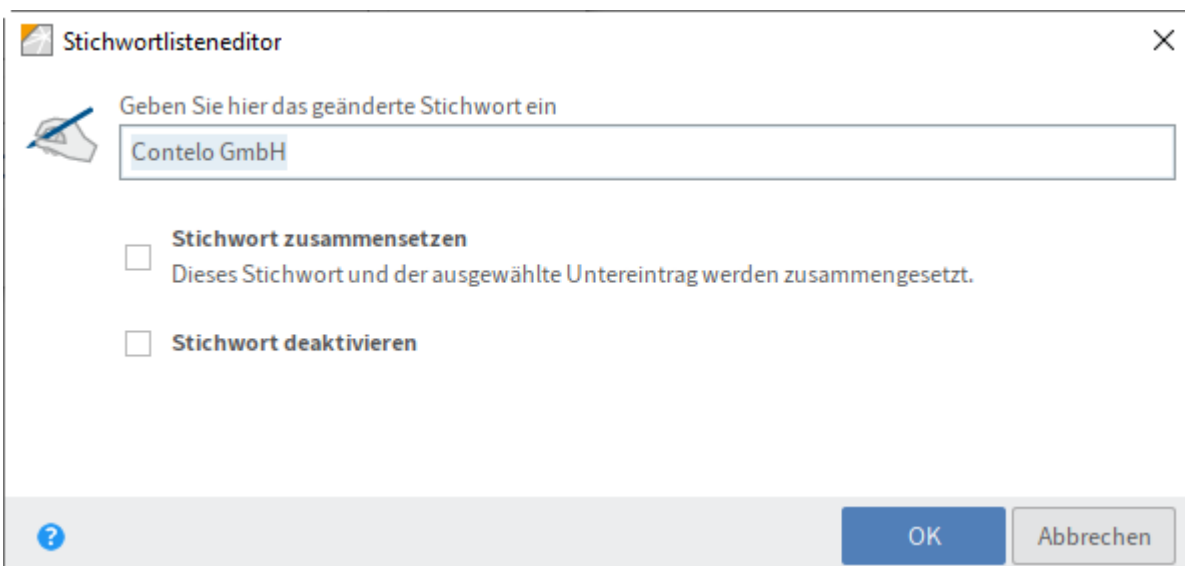 Stichwortlisteneditor
Geben Sie hier das geänderte Stichwort ein
Contelo GmbH
Stichwort zusammensetzen
Dieses Stichwort und der ausgewählte Untereintrag werden zusammengesetzt.
Stichwort deaktivieren
?
OK
Abbrechen